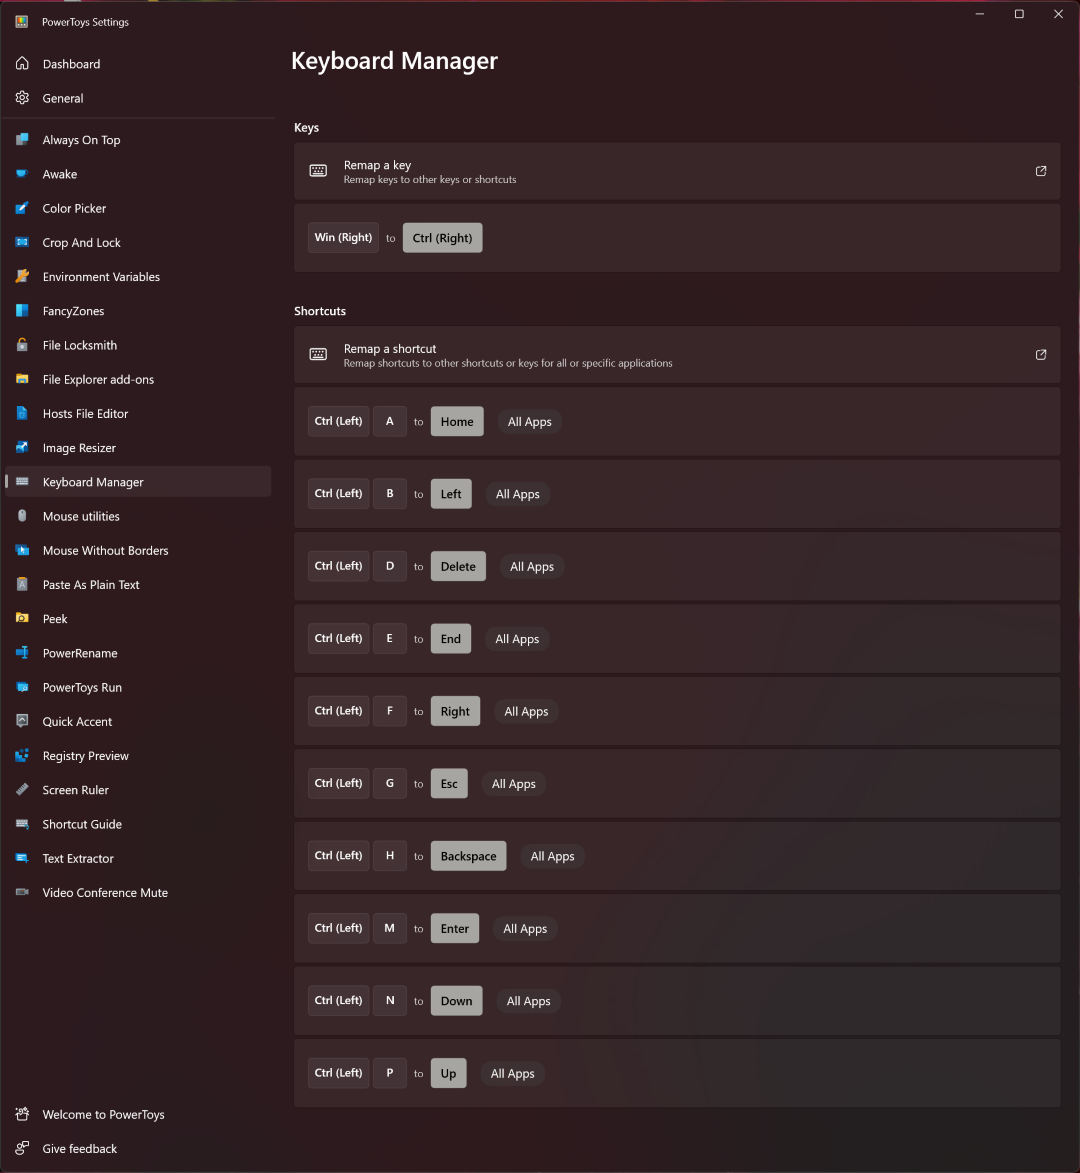 PowerToys Settings
Dashboard
General
Always On Top
Awake
Color Picker
Crop And Lock
Environment Variables
FancyZones
File Locksmith
File Explorer add-ons
Hosts File Editor
Image Resizer
Keyboard Manager
Mouse utilities
Mouse Without Borders
Paste As Plain Text
Peek
PowerRename
PowerToys Run
Quick Accent
Registry Preview
Screen Ruler
Shortcut Guide
Text Extractor
Video Conference Mute
Welcome to PowerToys
Give feedback
Keyboard Manager
Keys
Remap a key
Remap keys to other keys or shortcuts
Win (Right) to Ctrl (Right)
Shortcuts
Remap a shortcut
Remap shortcuts to other shortcuts or keys for all or specific applications
Ctrl (Left) A to Home All Apps
Ctrl (Left) B to Left All Apps
Ctrl (Left) D to Delete All Apps
Ctrl (Left) E to End All Apps
Ctrl (Left) F to Right All Apps
Ctrl (Left) G to Esc All Apps
Ctrl (Left) H to Backspace All Apps
Ctrl (Left) M to Enter All Apps
Ctrl (Left) N to Down All Apps
Ctrl (Left) P to Up All Apps